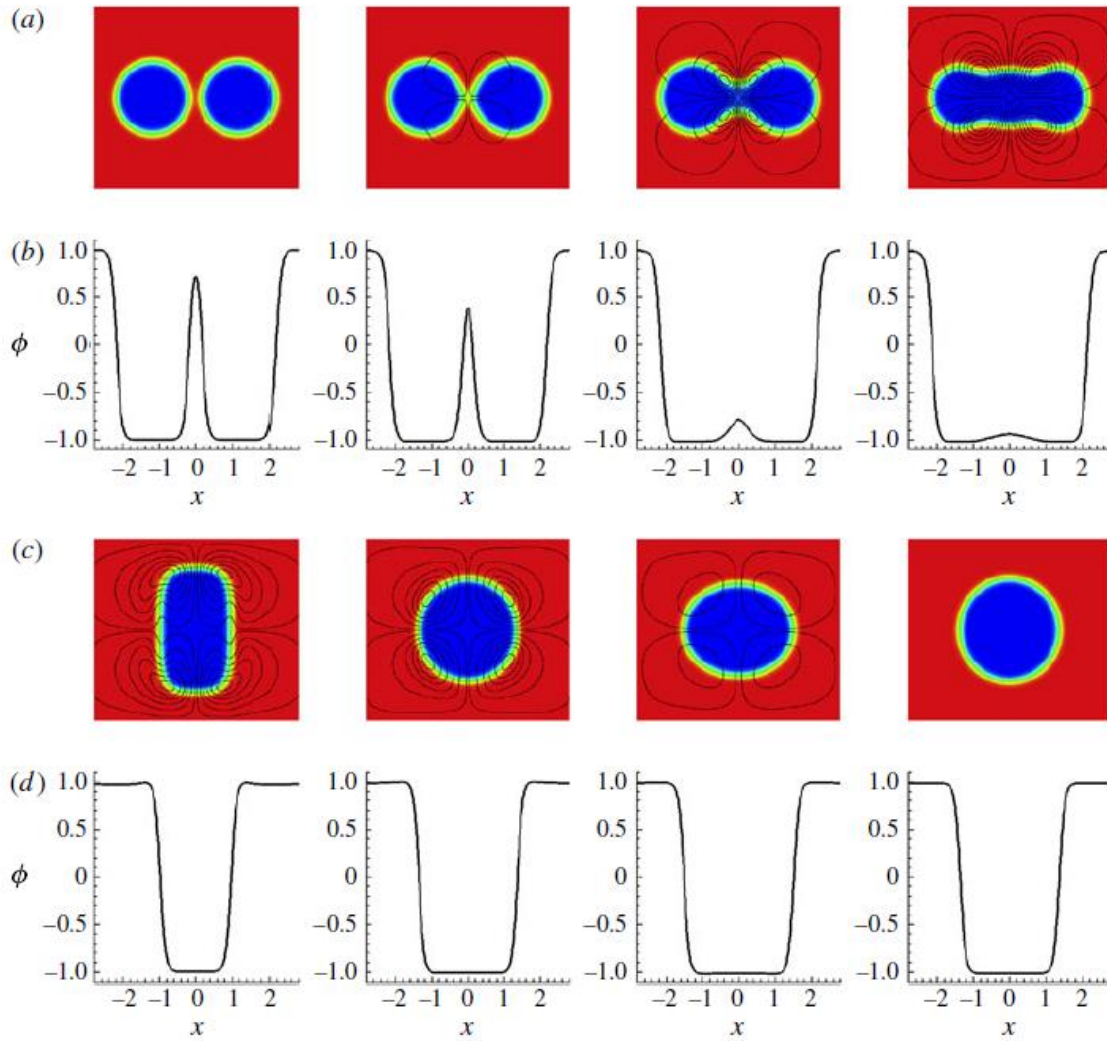 (a)
(b) 1.0 1.0 1.0 1.0
0.5 0.5 0.5 0.5
ϕ 0 0 0 0
–0.5 –0.5 –0.5 –0.5
–1.0 –1.0 –1.0 –1.0
–2 –1 0 1 2 –2 –1 0 1 2 –2 –1 0 1 2 –2 –1 0 1 2
x x x x
(c)
(d) 1.0 1.0 1.0 1.0
0.5 0.5 0.5 0.5
ϕ 0 0 0 0
–0.5 –0.5 –0.5 –0.5
–1.0 –1.0 –1.0 –1.0
–2 –1 0 1 2 –2 –1 0 1 2 –2 –1 0 1 2 –2 –1 0 1 2
x x x x